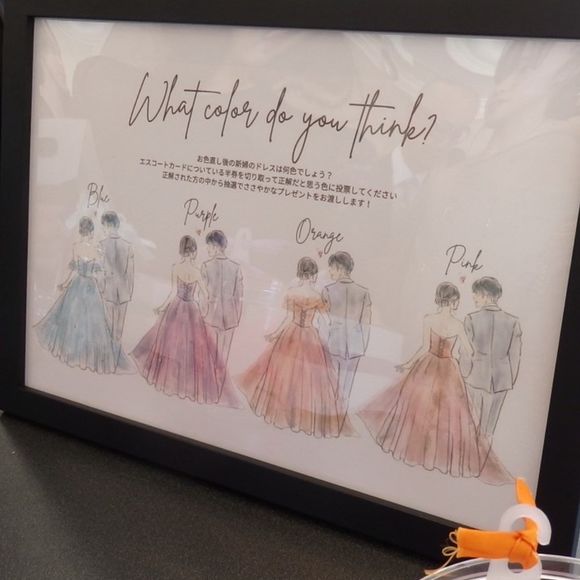 What color do you think?
お色直し後の新婦のドレスは何色でしょう？
エスコートカードについている半券を切り取って正解だと思う色に投票してください
正解された方の中から抽選でささやかなプレゼントをお渡しします！
Blue
Purple
Orange
Pink